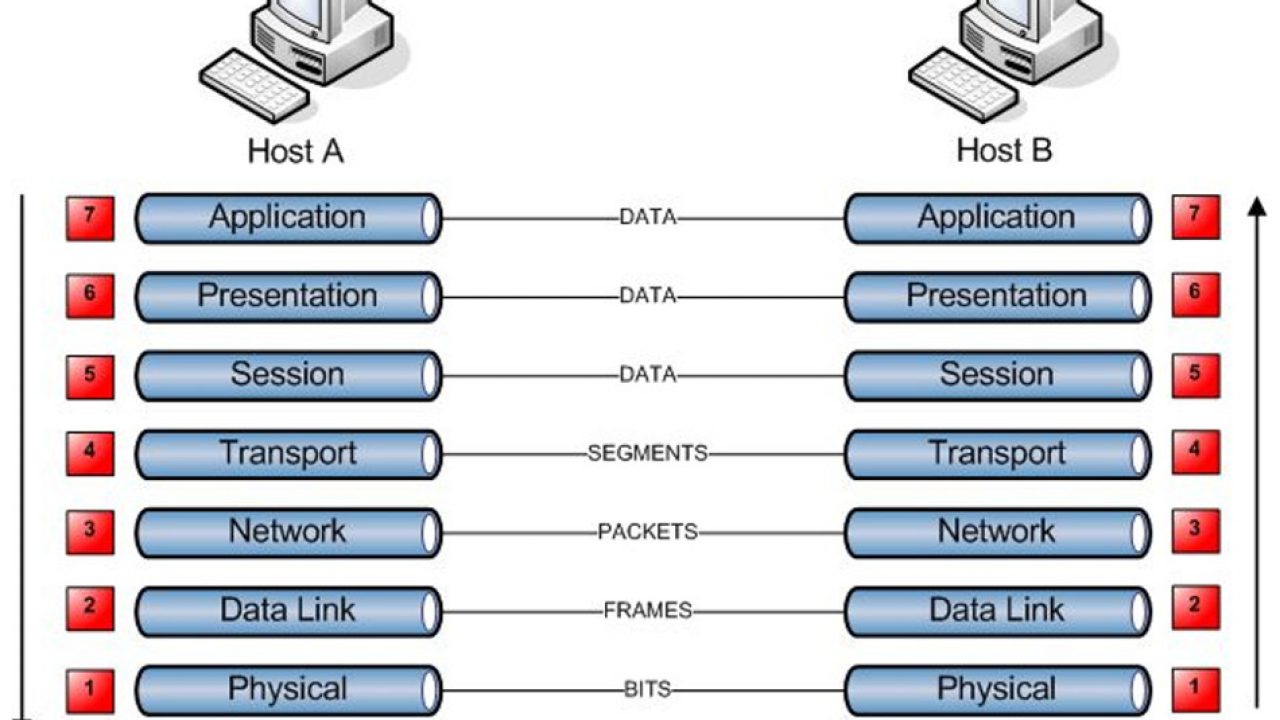 Host A Host B
7 Application DATA Application 7
6 Presentation DATA Presentation 6
5 Session DATA Session 5
4 Transport SEGMENTS Transport 4
3 Network PACKETS Network 3
2 Data Link FRAMES Data Link 2
1 Physical BITS Physical 1